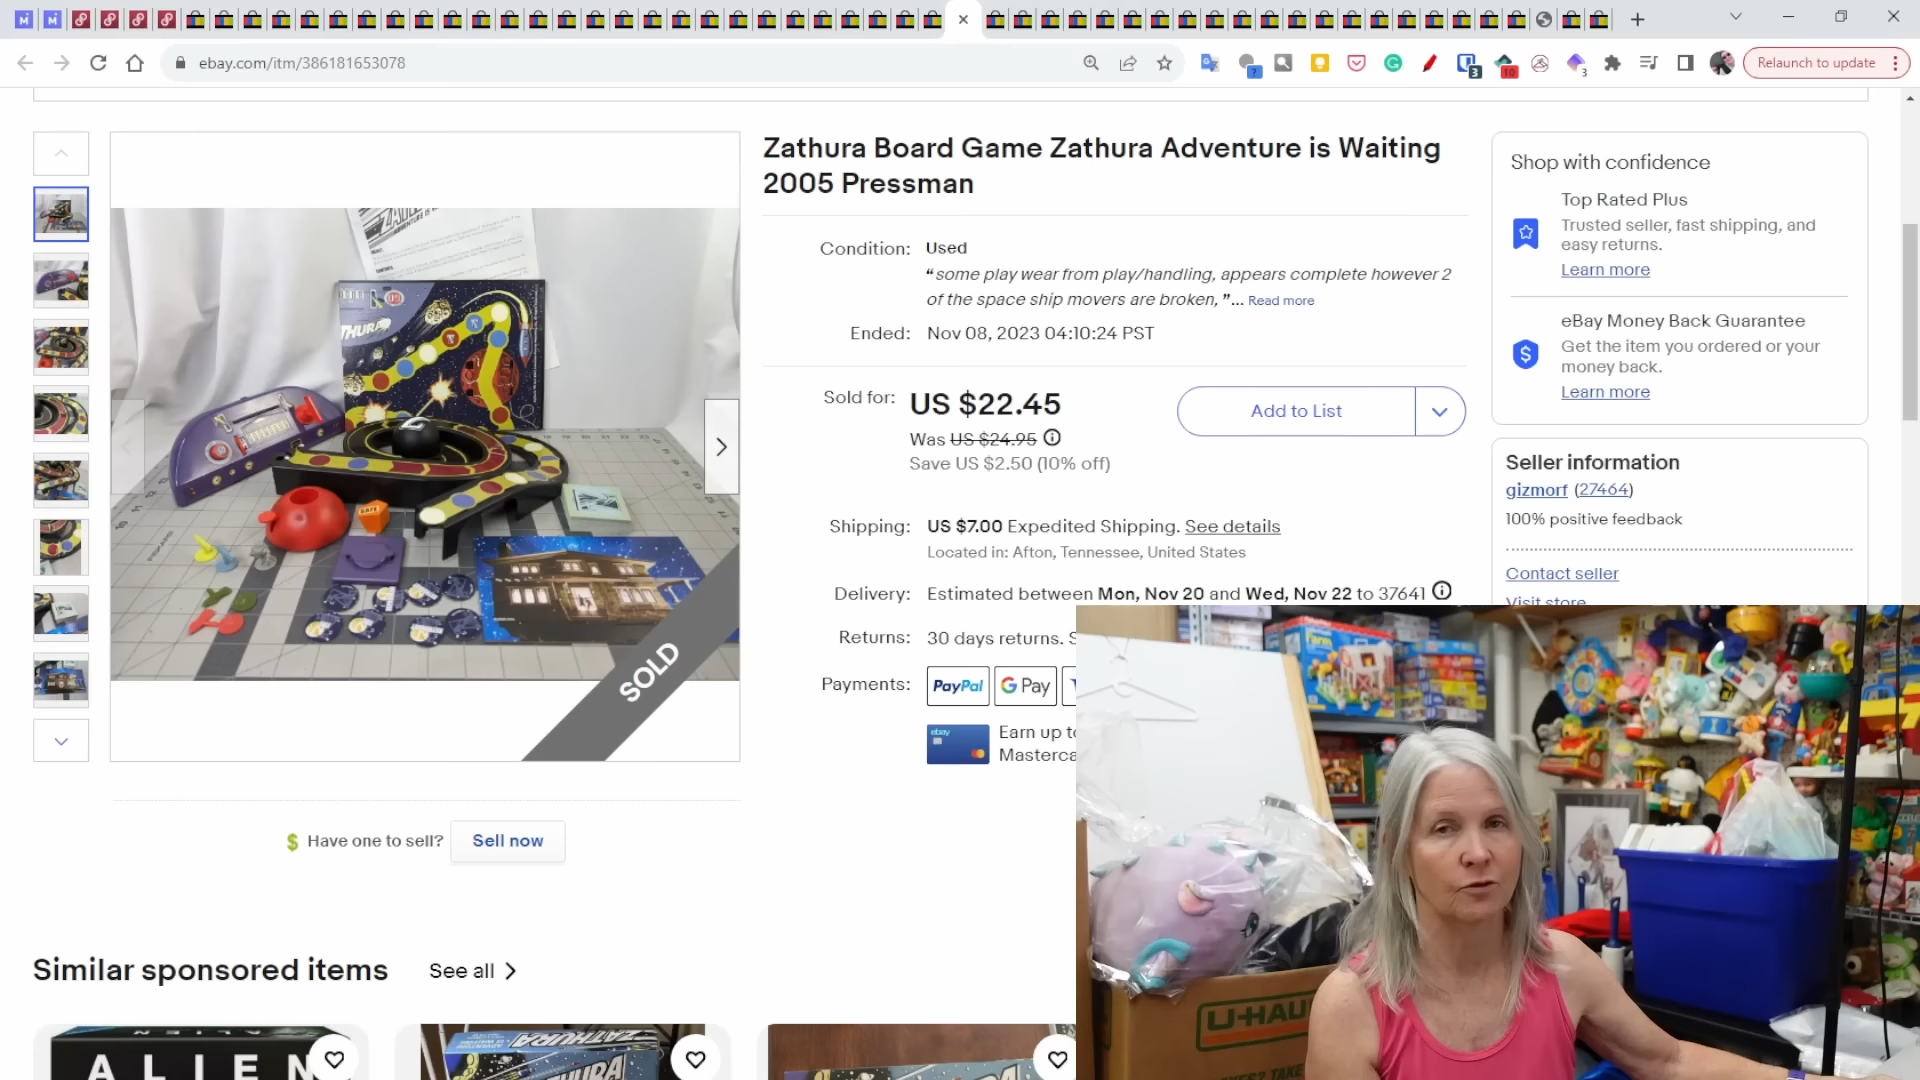 ebay.com/itm/386181653078
Relaunch to update
Zathura Board Game Zathura Adventure is Waiting
2005 Pressman
Condition: Used
“some play wear from play/handling, appears complete however 2
of the space ship movers are broken, ”... Read more
Ended: Nov 08, 2023 04:10:24 PST
Sold for: US $22.45
Was US $24.95
Save US $2.50 (10% off)
Add to List
Shipping: US $7.00 Expedited Shipping. See details
Located in: Afton, Tennessee, United States
Delivery: Estimated between Mon, Nov 20 and Wed, Nov 22 to 37641
Returns: 30 days returns. S
Payments: PayPal G Pay
ebay
Earn up to
Masterca
SOLD
Have one to sell? Sell now
Similar sponsored items See all
ALIEN
ZATHURA
Shop with confidence
Top Rated Plus
Trusted seller, fast shipping, and
easy returns.
Learn more
eBay Money Back Guarantee
Get the item you ordered or your
money back.
Learn more
Seller information
gizmorf (27464)
100% positive feedback
Contact seller
Visit store
U-HAU